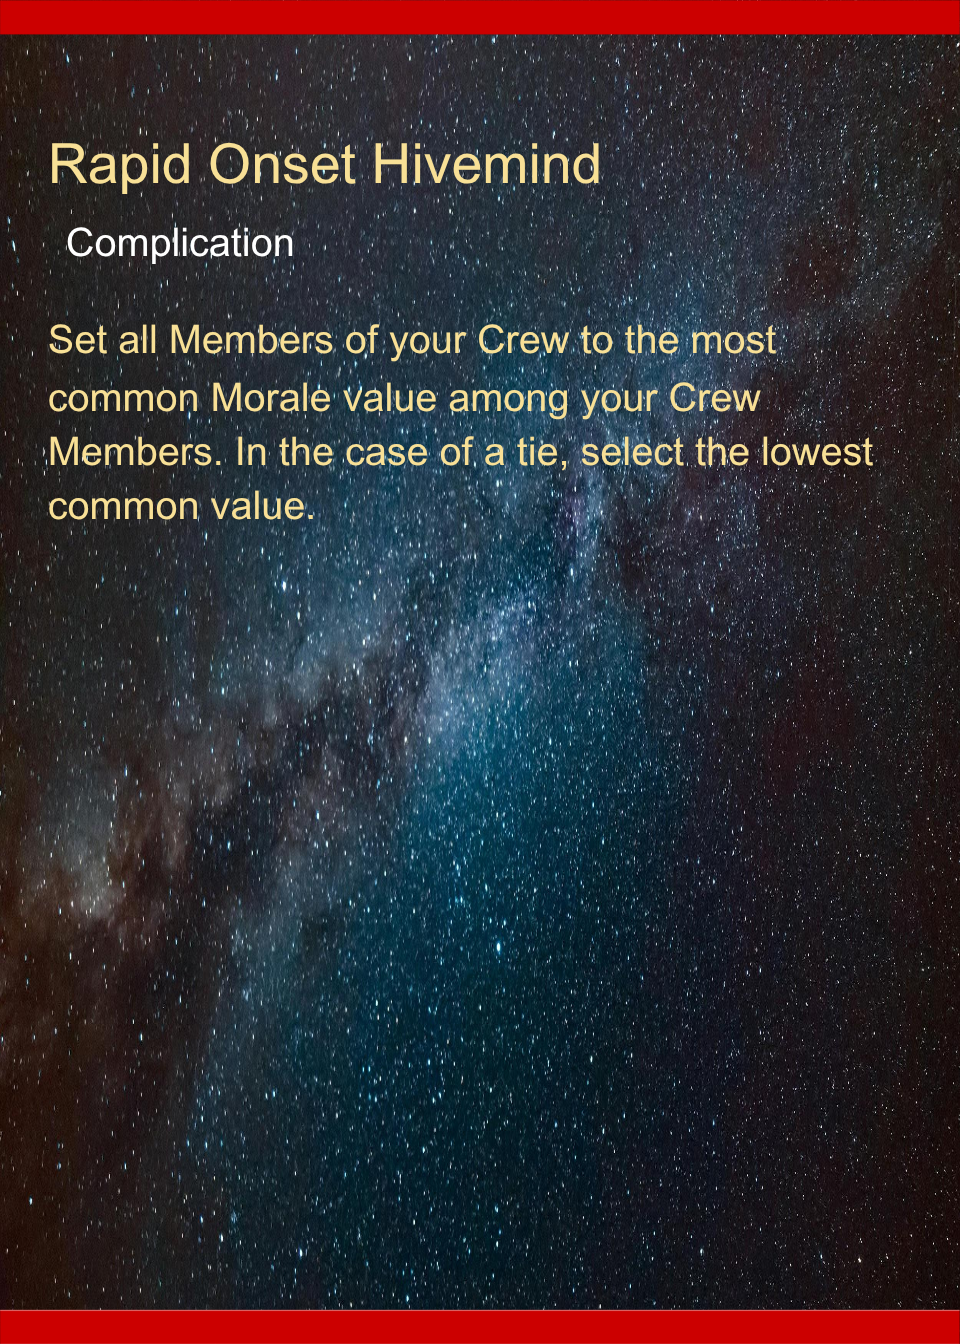 Rapid Onset Hivemind
Complication
Set all Members of your Crew to the most
common Morale value among your Crew
Members. In the case of a tie, select the lowest
common value.